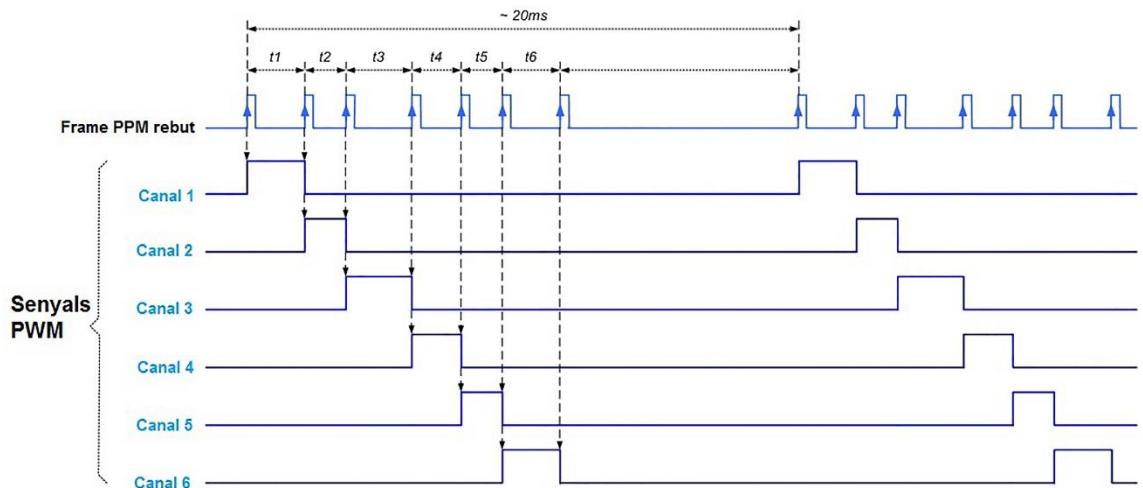 ~ 20ms
t1 t2 t3 t4 t5 t6
Frame PPM rebut
Canal 1
Canal 2
Canal 3
Senyals
PWM
Canal 4
Canal 5
Canal 6